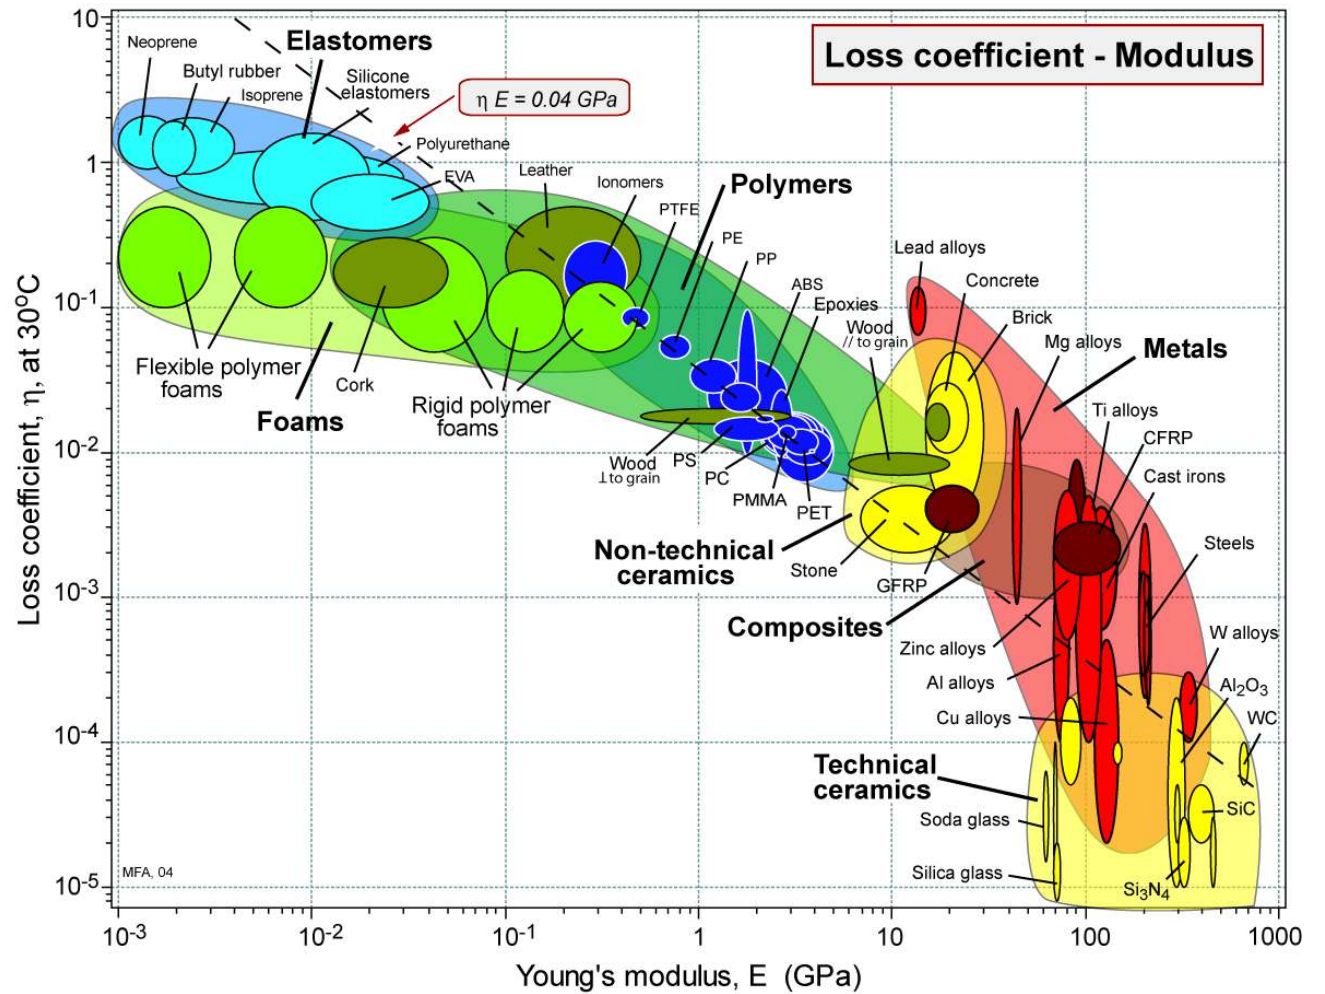 Loss coefficient - Modulus
10
1
10-1
10-2
10-3
10-4
10-5
Loss coefficient, η, at 30°C
Neoprene
Butyl rubber
Isoprene
Elastomers
Silicone
elastomers
η E = 0.04 GPa
Polyurethane
EVA
Leather
Ionomers
PTFE
PE
Polymers
PP
ABS
Epoxies
Wood
// to grain
Lead alloys
Concrete
Brick
Mg alloys
Metals
Ti alloys
CFRP
Cast irons
Steels
W alloys
Al2O3
WC
SiC
Si3N4
Flexible polymer
foams
Foams
Cork
Rigid polymer
foams
Wood
⊥ to grain
PS
PC
PMMA
PET
Non-technical
ceramics
Stone
GFRP
Composites
Zinc alloys
Al alloys
Cu alloys
Technical
ceramics
Soda glass
Silica glass
MFA, 04
10-3
10-2
10-1
1
10
100
1000
Young's modulus, E (GPa)